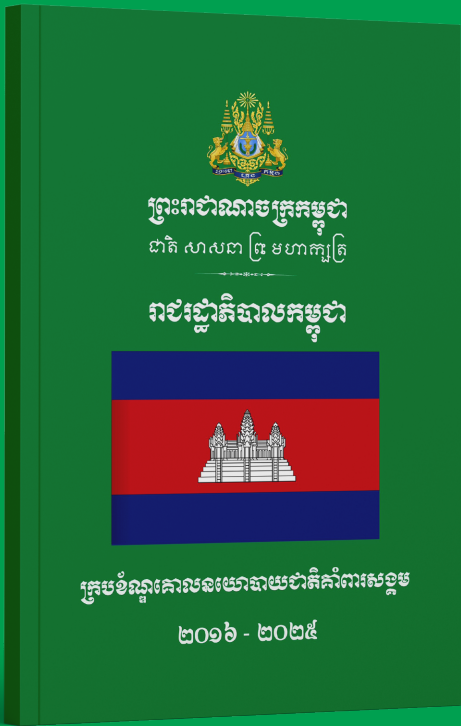 ព្រះរាជាណាចក្រកម្ពុជា
ជាតិ សាសនា ព្រះ មហាក្សត្រ
រាជរដ្ឋាភិបាលកម្ពុជា
ក្របខ័ណ្ឌគោលនយោបាយជាតិគាំពារសង្គម
២០១៦ - ២០២៥